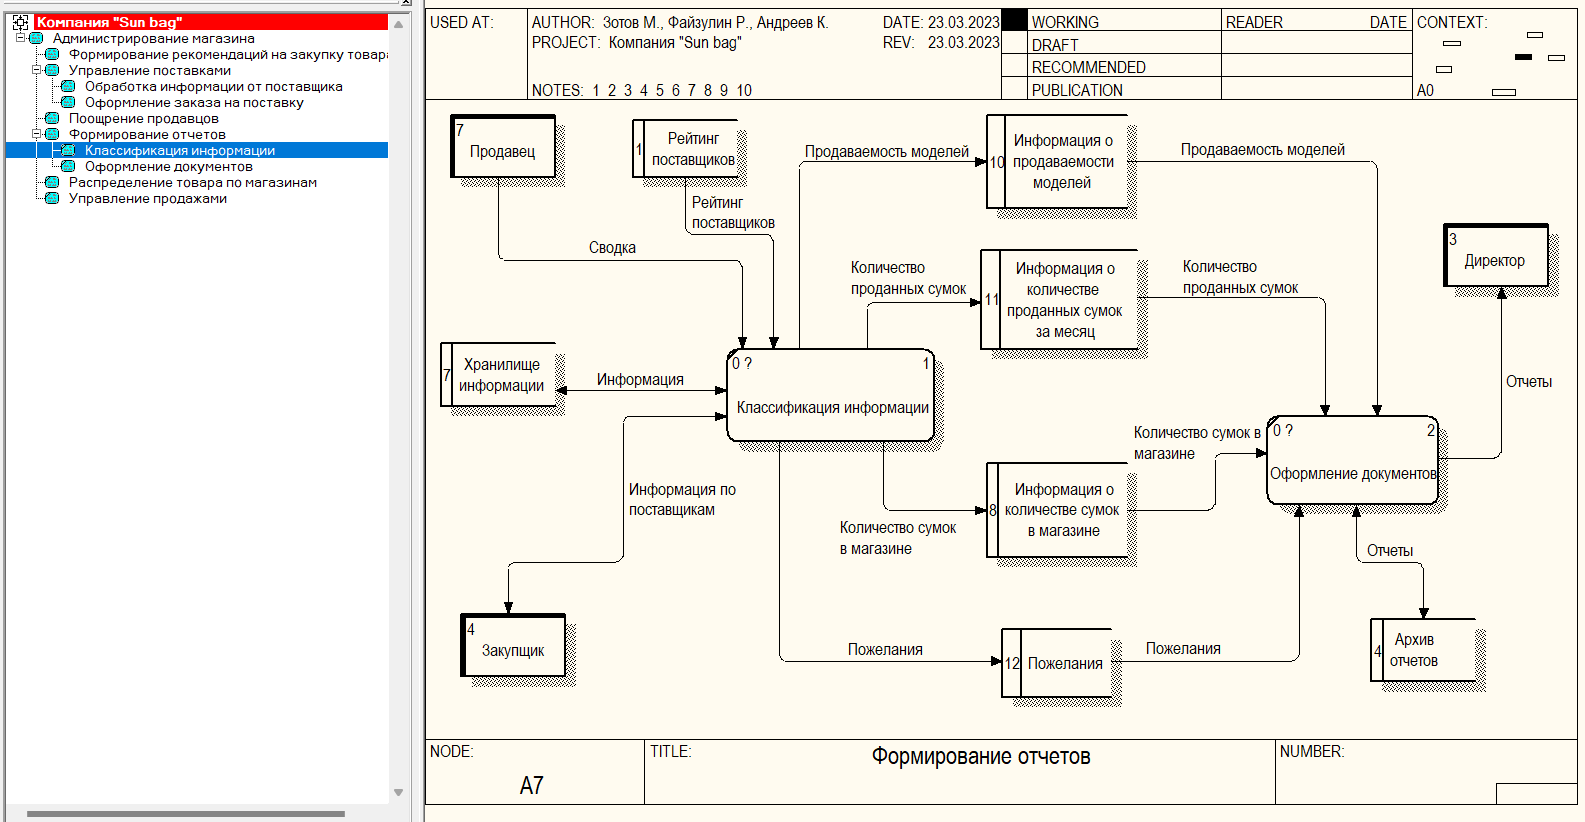 Компания "Sun bag"
Администрирование магазина
Формирование рекомендаций на закупку товара
Управление поставками
Обработка информации от поставщика
Оформление заказа на поставку
Поощрение продавцов
Формирование отчетов
Классификация информации
Оформление документов
Распределение товара по магазинам
Управление продажами
USED AT:
AUTHOR: Зотов М., Файзулин Р., Андреев К.
DATE: 23.03.2023
PROJECT: Компания "Sun bag"
REV: 23.03.2023
NOTES: 1 2 3 4 5 6 7 8 9 10
WORKING
DRAFT
RECOMMENDED
PUBLICATION
READER
DATE
CONTEXT:
A0
7
Продавец
1
Рейтинг
поставщиков
Продаваемость моделей
10
Информация о
продаваемости
моделей
Продаваемость моделей
Рейтинг
поставщиков
Сводка
Количество
проданных сумок
11
Информация о
количестве
проданных сумок
за месяц
Количество
проданных сумок
3
Директор
7
Хранилище
информации
Информация
0 ?
1
Классификация информации
Отчеты
Количество сумок в
магазине
0 ?
2
Оформление документов
Информация по
поставщикам
Количество сумок
в магазине
8
Информация о
количестве сумок
в магазине
Отчеты
4
Закупщик
Пожелания
12
Пожелания
Пожелания
4
Архив
отчетов
NODE:
A7
TITLE:
Формирование отчетов
NUMBER: